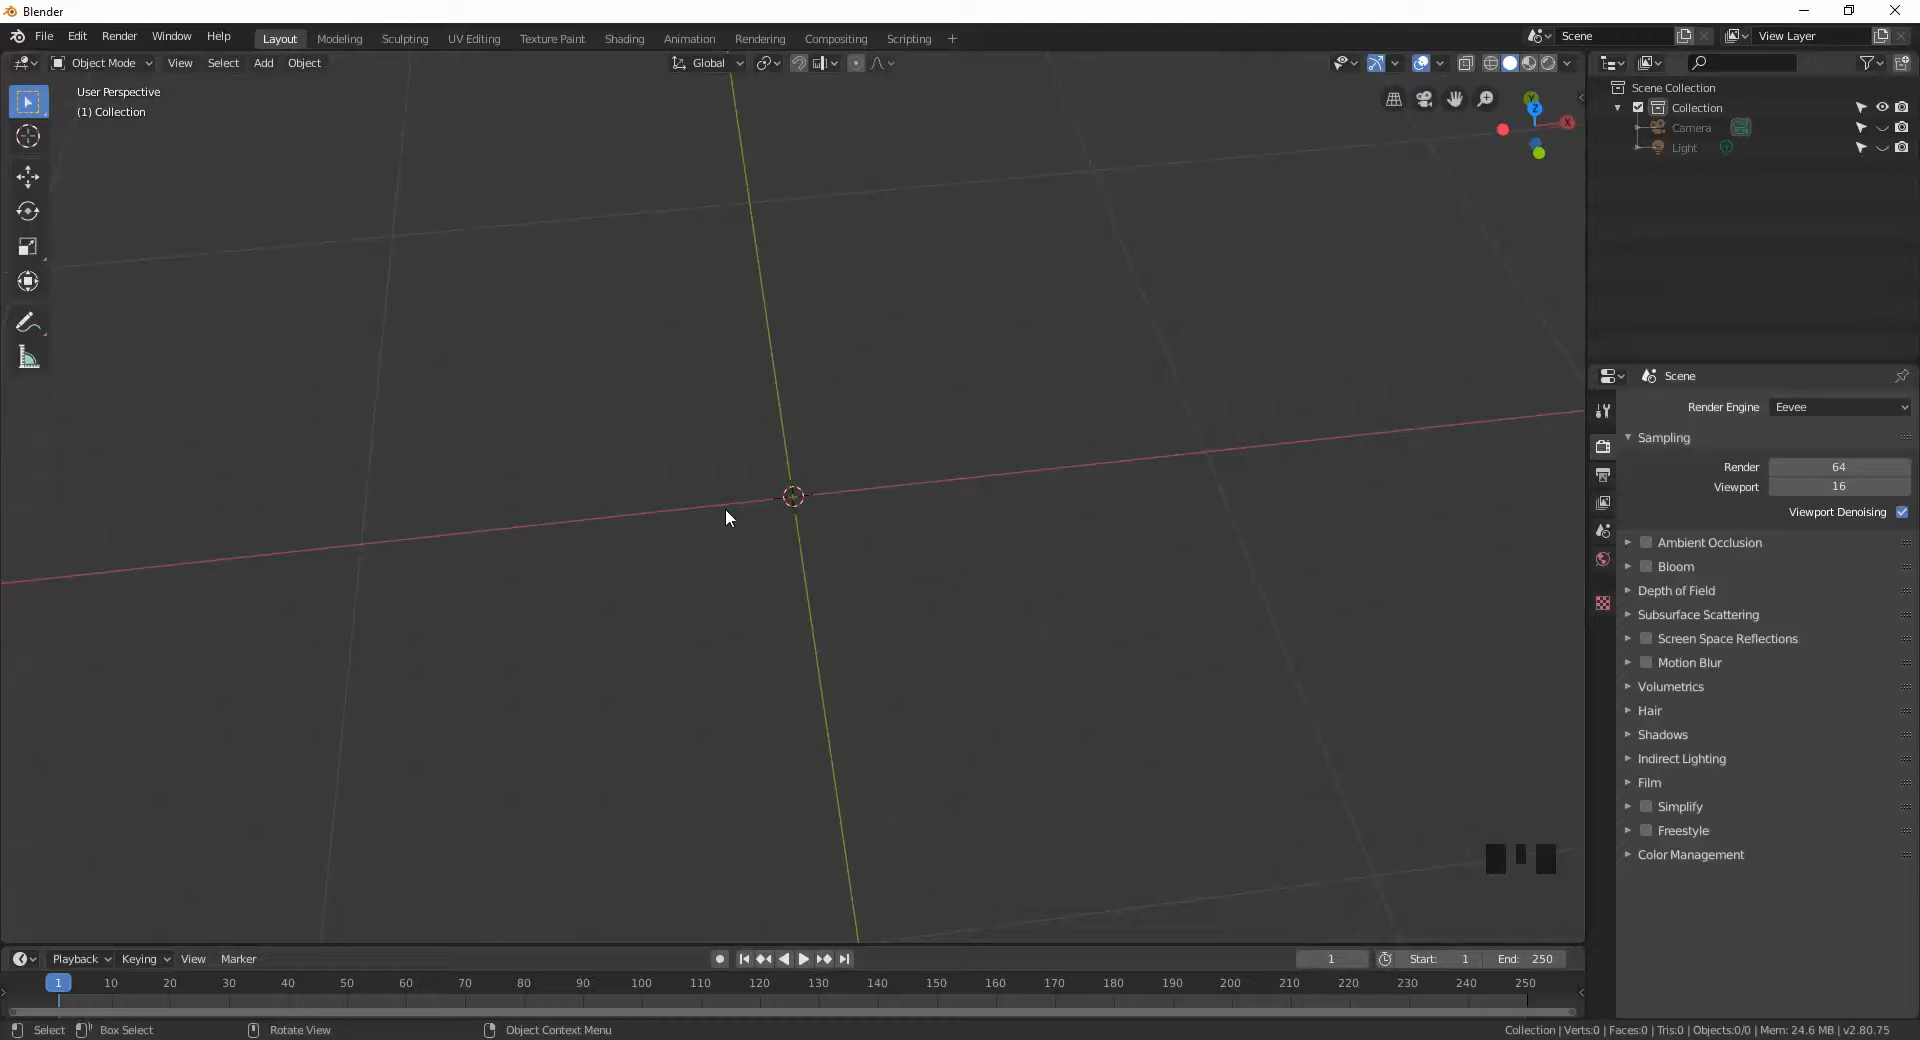 Blender
File Edit Render Window Help
Layout Modeling Sculpting UV Editing Texture Paint Shading Animation Rendering Compositing Scripting +
Scene
View Layer
Object Mode View Select Add Object
Global
User Perspective
(1) Collection
Y
Z
X
Scene Collection
Collection
Camera
Light
Scene
Render Engine Eevee
Sampling
Render 64
Viewport 16
Viewport Denoising
Ambient Occlusion
Bloom
Depth of Field
Subsurface Scattering
Screen Space Reflections
Motion Blur
Volumetrics
Hair
Shadows
Indirect Lighting
Film
Simplify
Freestyle
Color Management
Playback Keying View Marker
1 Start: 1 End: 250
1 10 20 30 40 50 60 70 80 90 100 110 120 130 140 150 160 170 180 190 200 210 220 230 240 250
Select Box Select Rotate View Object Context Menu
Collection | Verts:0 | Faces:0 | Tris:0 | Objects:0/0 | Mem: 24.6 MB | v2.80.75